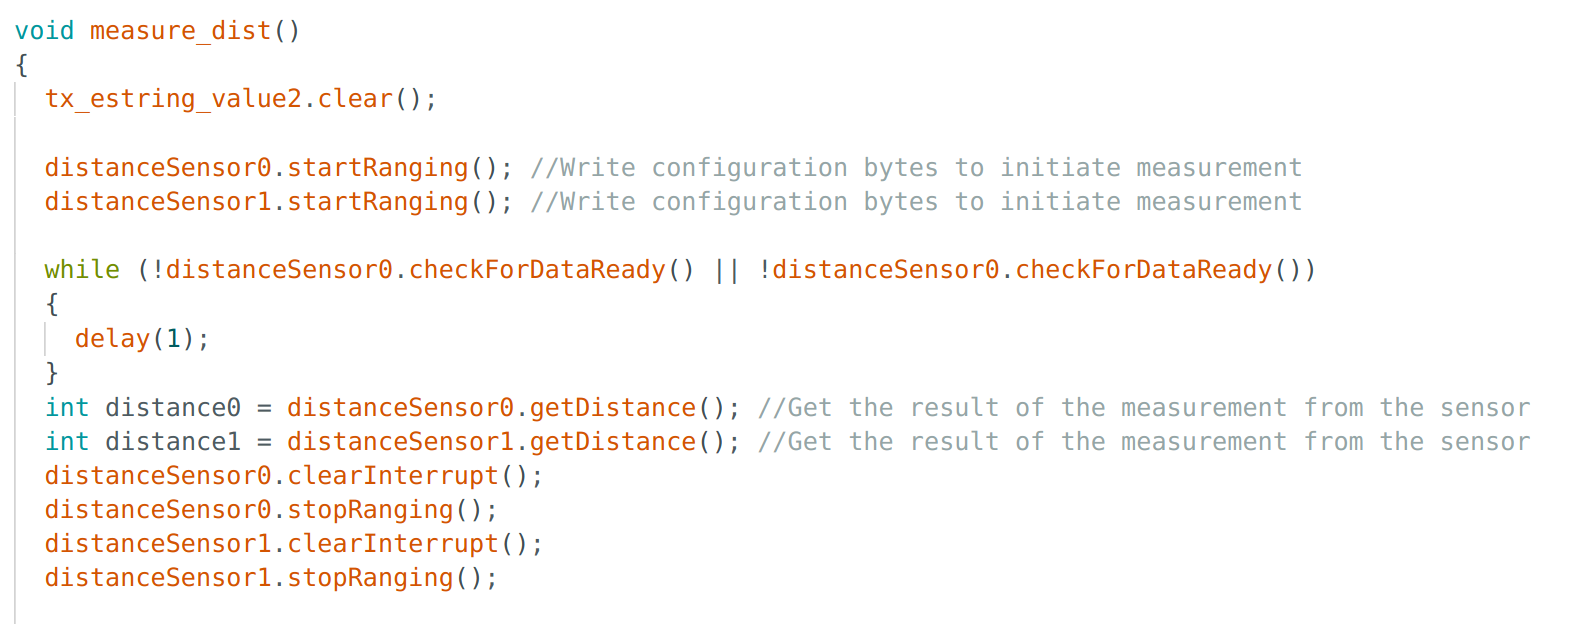 void measure_dist()
{
  tx_estring_value2.clear();

  distanceSensor0.startRanging(); //Write configuration bytes to initiate measurement
  distanceSensor1.startRanging(); //Write configuration bytes to initiate measurement

  while (!distanceSensor0.checkForDataReady() || !distanceSensor0.checkForDataReady())
  {
    delay(1);
  }
  int distance0 = distanceSensor0.getDistance(); //Get the result of the measurement from the sensor
  int distance1 = distanceSensor1.getDistance(); //Get the result of the measurement from the sensor
  distanceSensor0.clearInterrupt();
  distanceSensor0.stopRanging();
  distanceSensor1.clearInterrupt();
  distanceSensor1.stopRanging();